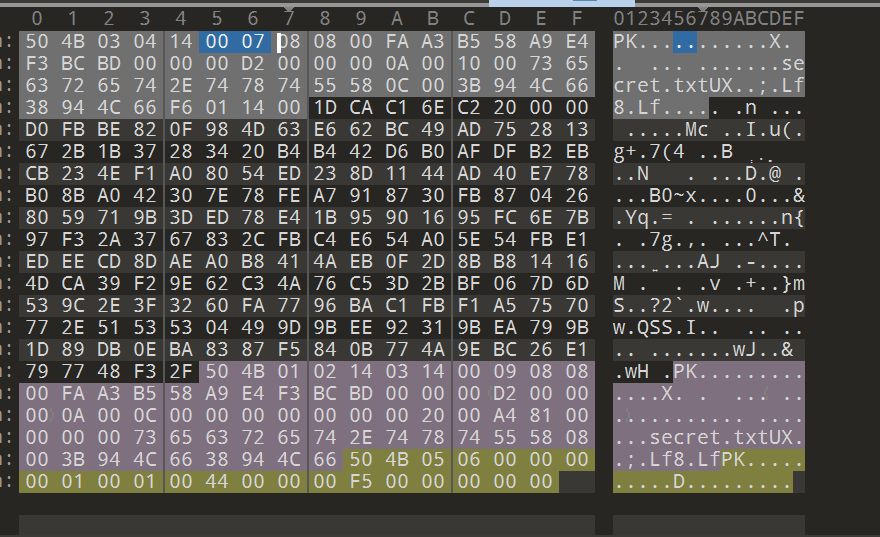 0 1 2 3 4 5 6 7 8 9 A B C D E F 0123456789ABCDEF
50 4B 03 04 14 00 07 08 08 00 FA A3 B5 58 A9 E4 PK.....  ..  .X.
F3 BC BD 00 00 00 D2 00 00 00 0A 00 10 00 73 65 . .........se
63 72 65 74 2E 74 78 74 55 58 0C 00 3B 94 4C 66 cret.txtUX..;.Lf
38 94 4C 66 F6 01 14 00 1D CA C1 6E C2 20 00 00 8.Lf.... .n ...
D0 FB BE 82 0F 98 4D 63 E6 62 BC 49 AD 75 28 13 .....Mc ..I.u(.
67 2B 1B 37 28 34 20 B4 B4 42 D6 B0 AF DF B2 EB g+.7(4 ..B
CB 23 4E F1 A0 80 54 ED 23 8D 11 44 AD 40 E7 78 ..N . ...D.@ .
B0 8B A0 42 30 7E 78 FE A7 91 87 30 FB 87 04 26 ...B0~x....0...&
80 59 71 9B 3D ED 78 E4 1B 95 90 16 95 FC 6E 7B .Yq.= . ......n{
97 F3 2A 37 67 83 2C FB C4 E6 54 A0 5E 54 FB E1 . .7g.,. ...^T.
ED EE CD 8D AE A0 B8 41 4A EB 0F 2D 8B B8 14 16 ......AJ .-....
4D CA 39 F2 9E 62 C3 4A 76 C5 3D 2B BF 06 7D 6D M . ..v .+..}m
53 9C 2E 3F 32 60 FA 77 96 BA C1 FB F1 A5 75 70 S..?2`.w.... .p
77 2E 51 53 53 04 49 9D 9B EE 92 31 9B EA 79 9B w.QSS.I.. .. ..
1D 89 DB 0E BA 83 87 F5 84 0B 77 4A 9E BC 26 E1 .. .......wJ..&
79 77 48 F3 2F 50 4B 01 02 14 03 14 00 09 08 08 .wH .PK.........
00 FA A3 B5 58 A9 E4 F3 BC BD 00 00 00 D2 00 00 ....X. . .......
00 0A 00 0C 00 00 00 00 00 00 00 20 00 A4 81 00 ................
00 00 00 73 65 63 72 65 74 2E 74 78 74 55 58 08 ...secret.txtUX.
00 3B 94 4C 66 38 94 4C 66 50 4B 05 06 00 00 00 .;.Lf8.LfPK.....
00 01 00 01 00 44 00 00 00 F5 00 00 00 00 00 .....D.........